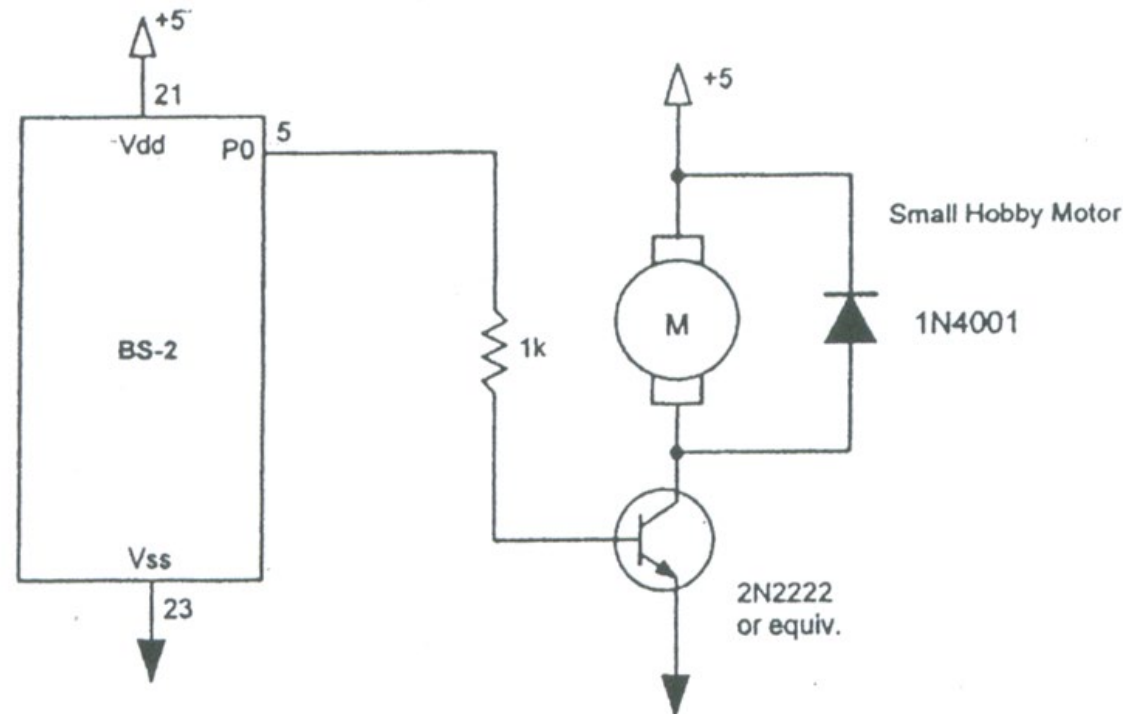 +5
21
Vdd
P0
5
BS-2
Vss
23
1k
+5
M
Small Hobby Motor
1N4001
2N2222
or equiv.